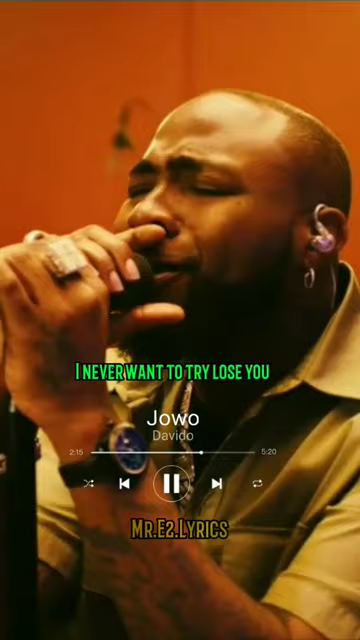 I NEVER WANT TO TRY LOSE YOU
Jowo
Davido
2:15
5:20
MR.E2.LYRICS